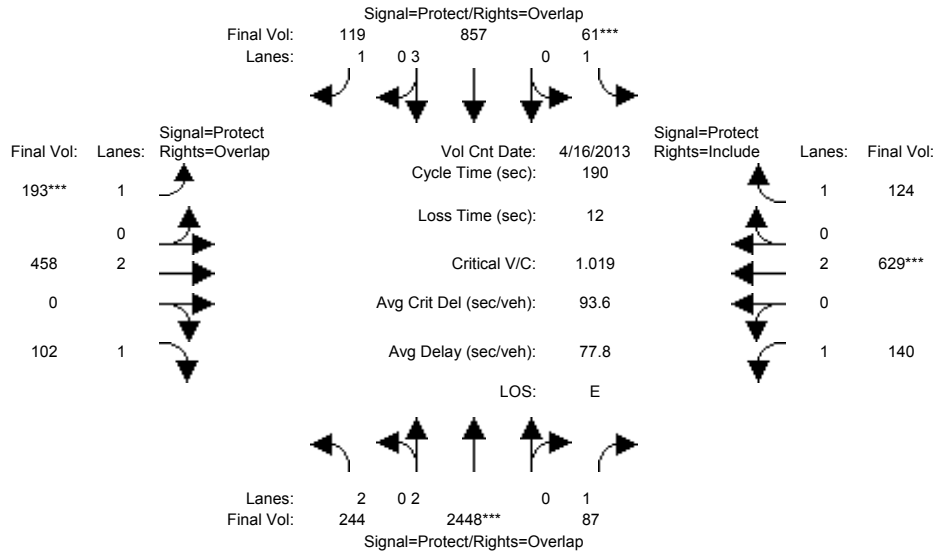 Signal=Protect/Rights=Overlap
Final Vol: 119 857 61***
Lanes: 1 0 3 0 1
Signal=Protect Signal=Protect
Final Vol: Lanes: Rights=Overlap Vol Cnt Date: 4/16/2013 Rights=Include Lanes: Final Vol:
Cycle Time (sec): 190
193*** 1 1 124
Loss Time (sec): 12
0 0
458 2 Critical V/C: 1.019 2 629***
0 Avg Crit Del (sec/veh): 93.6 0
102 1 Avg Delay (sec/veh): 77.8 1 140
LOS: E
Lanes: 2 0 2 0 1
Final Vol: 244 2448*** 87
Signal=Protect/Rights=Overlap